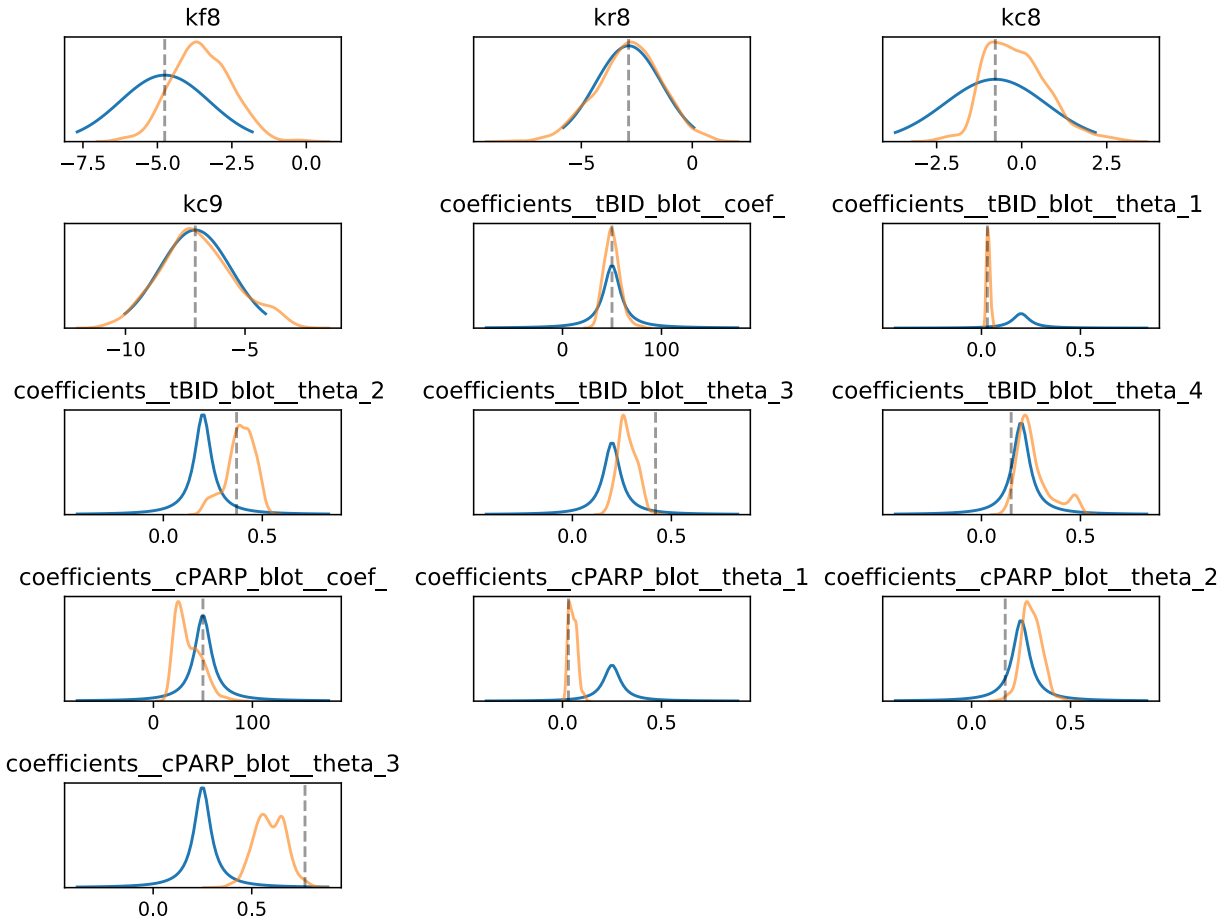 kf8
kr8
kc8
−7.5 −5.0 −2.5 0.0
−5 0
−2.5 0.0 2.5
kc9
coefficients__tBID_blot__coef_
coefficients__tBID_blot__theta_1
−10 −5
0 100
0.0 0.5
coefficients__tBID_blot__theta_2
coefficients__tBID_blot__theta_3
coefficients__tBID_blot__theta_4
0.0 0.5
0.0 0.5
0.0 0.5
coefficients__cPARP_blot__coef_
coefficients__cPARP_blot__theta_1
coefficients__cPARP_blot__theta_2
0 100
0.0 0.5
0.0 0.5
coefficients__cPARP_blot__theta_3
0.0 0.5